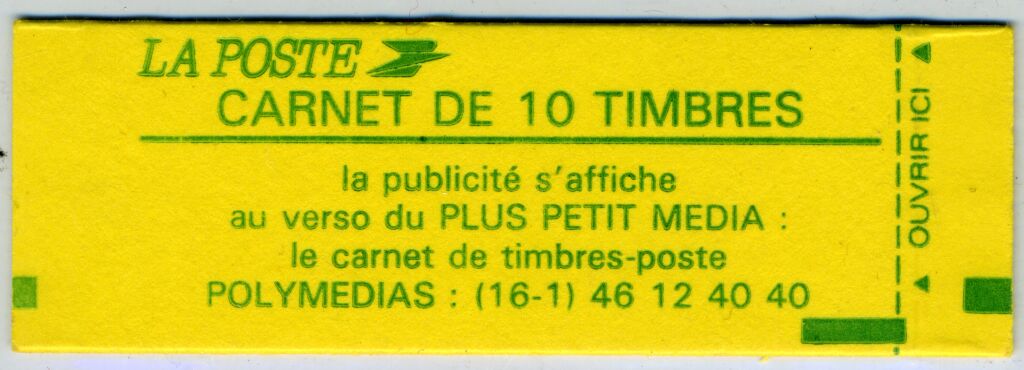 LA POSTE
CARNET DE 10 TIMBRES
la publicité s'affiche
au verso du PLUS PETIT MEDIA :
le carnet de timbres-poste
POLYMEDIAS : (16-1) 46 12 40 40
OUVRIR ICI